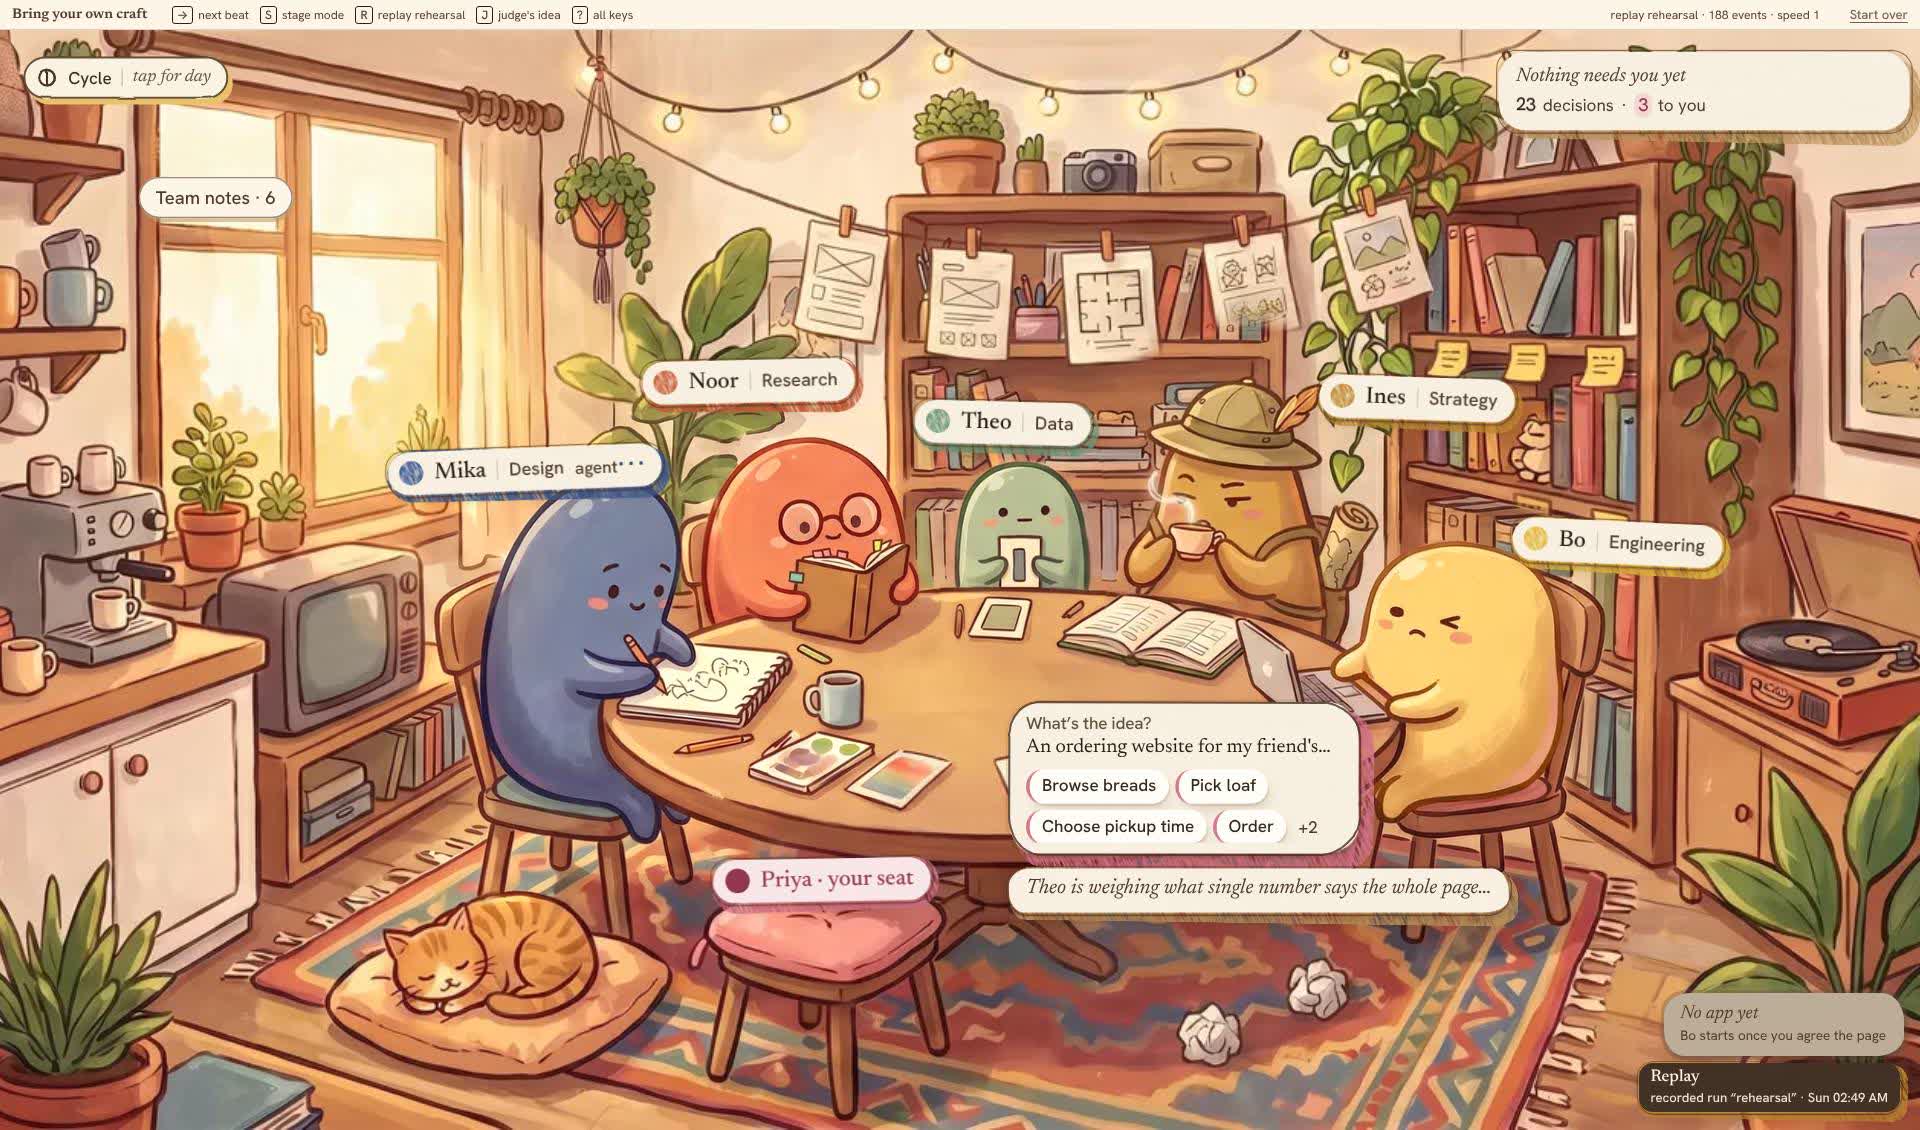 Bring your own craft → next beat S stage mode R replay rehearsal J judge's idea ? all keys replay rehearsal · 188 events · speed 1 Start over
Cycle tap for day
Nothing needs you yet
23 decisions · 3 to you
Team notes · 6
Noor Research
Theo Data
Ines Strategy
Mika Design agent···
Bo Engineering
What's the idea?
An ordering website for my friend's...
Browse breads Pick loaf
Choose pickup time Order +2
Priya · your seat
Theo is weighing what single number says the whole page...
No app yet
Bo starts once you agree the page
Replay
recorded run “rehearsal” · Sun 02:49 AM